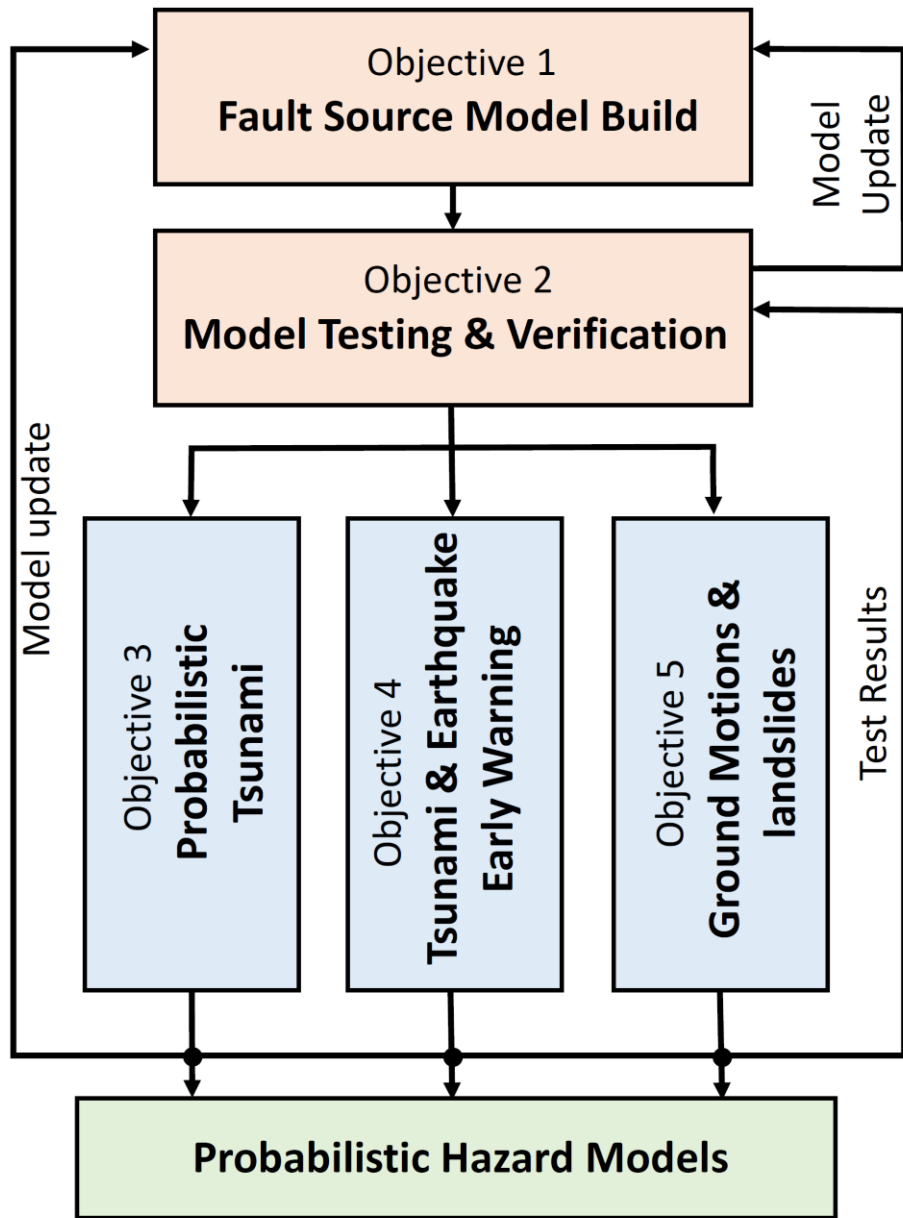 Objective 1
Fault Source Model Build
Model
Update
Objective 2
Model Testing & Verification
Model update
Objective 3
Probabilistic
Tsunami
Objective 4
Tsunami & Earthquake
Early Warning
Objective 5
Ground Motions &
landslides
Test Results
Probabilistic Hazard Models